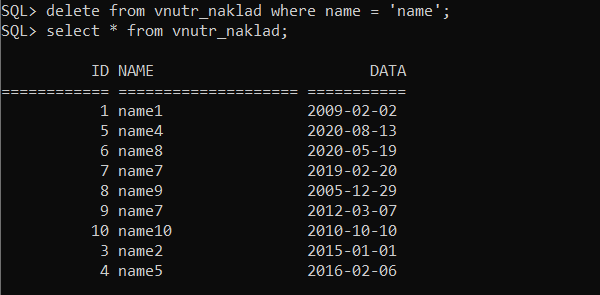 SQL> delete from vnutr_naklad where name = 'name';
SQL> select * from vnutr_naklad;
ID NAME DATA
============ ==================== ===========
1 name1 2009-02-02
5 name4 2020-08-13
6 name8 2020-05-19
7 name7 2019-02-20
8 name9 2005-12-29
9 name7 2012-03-07
10 name10 2010-10-10
3 name2 2015-01-01
4 name5 2016-02-06